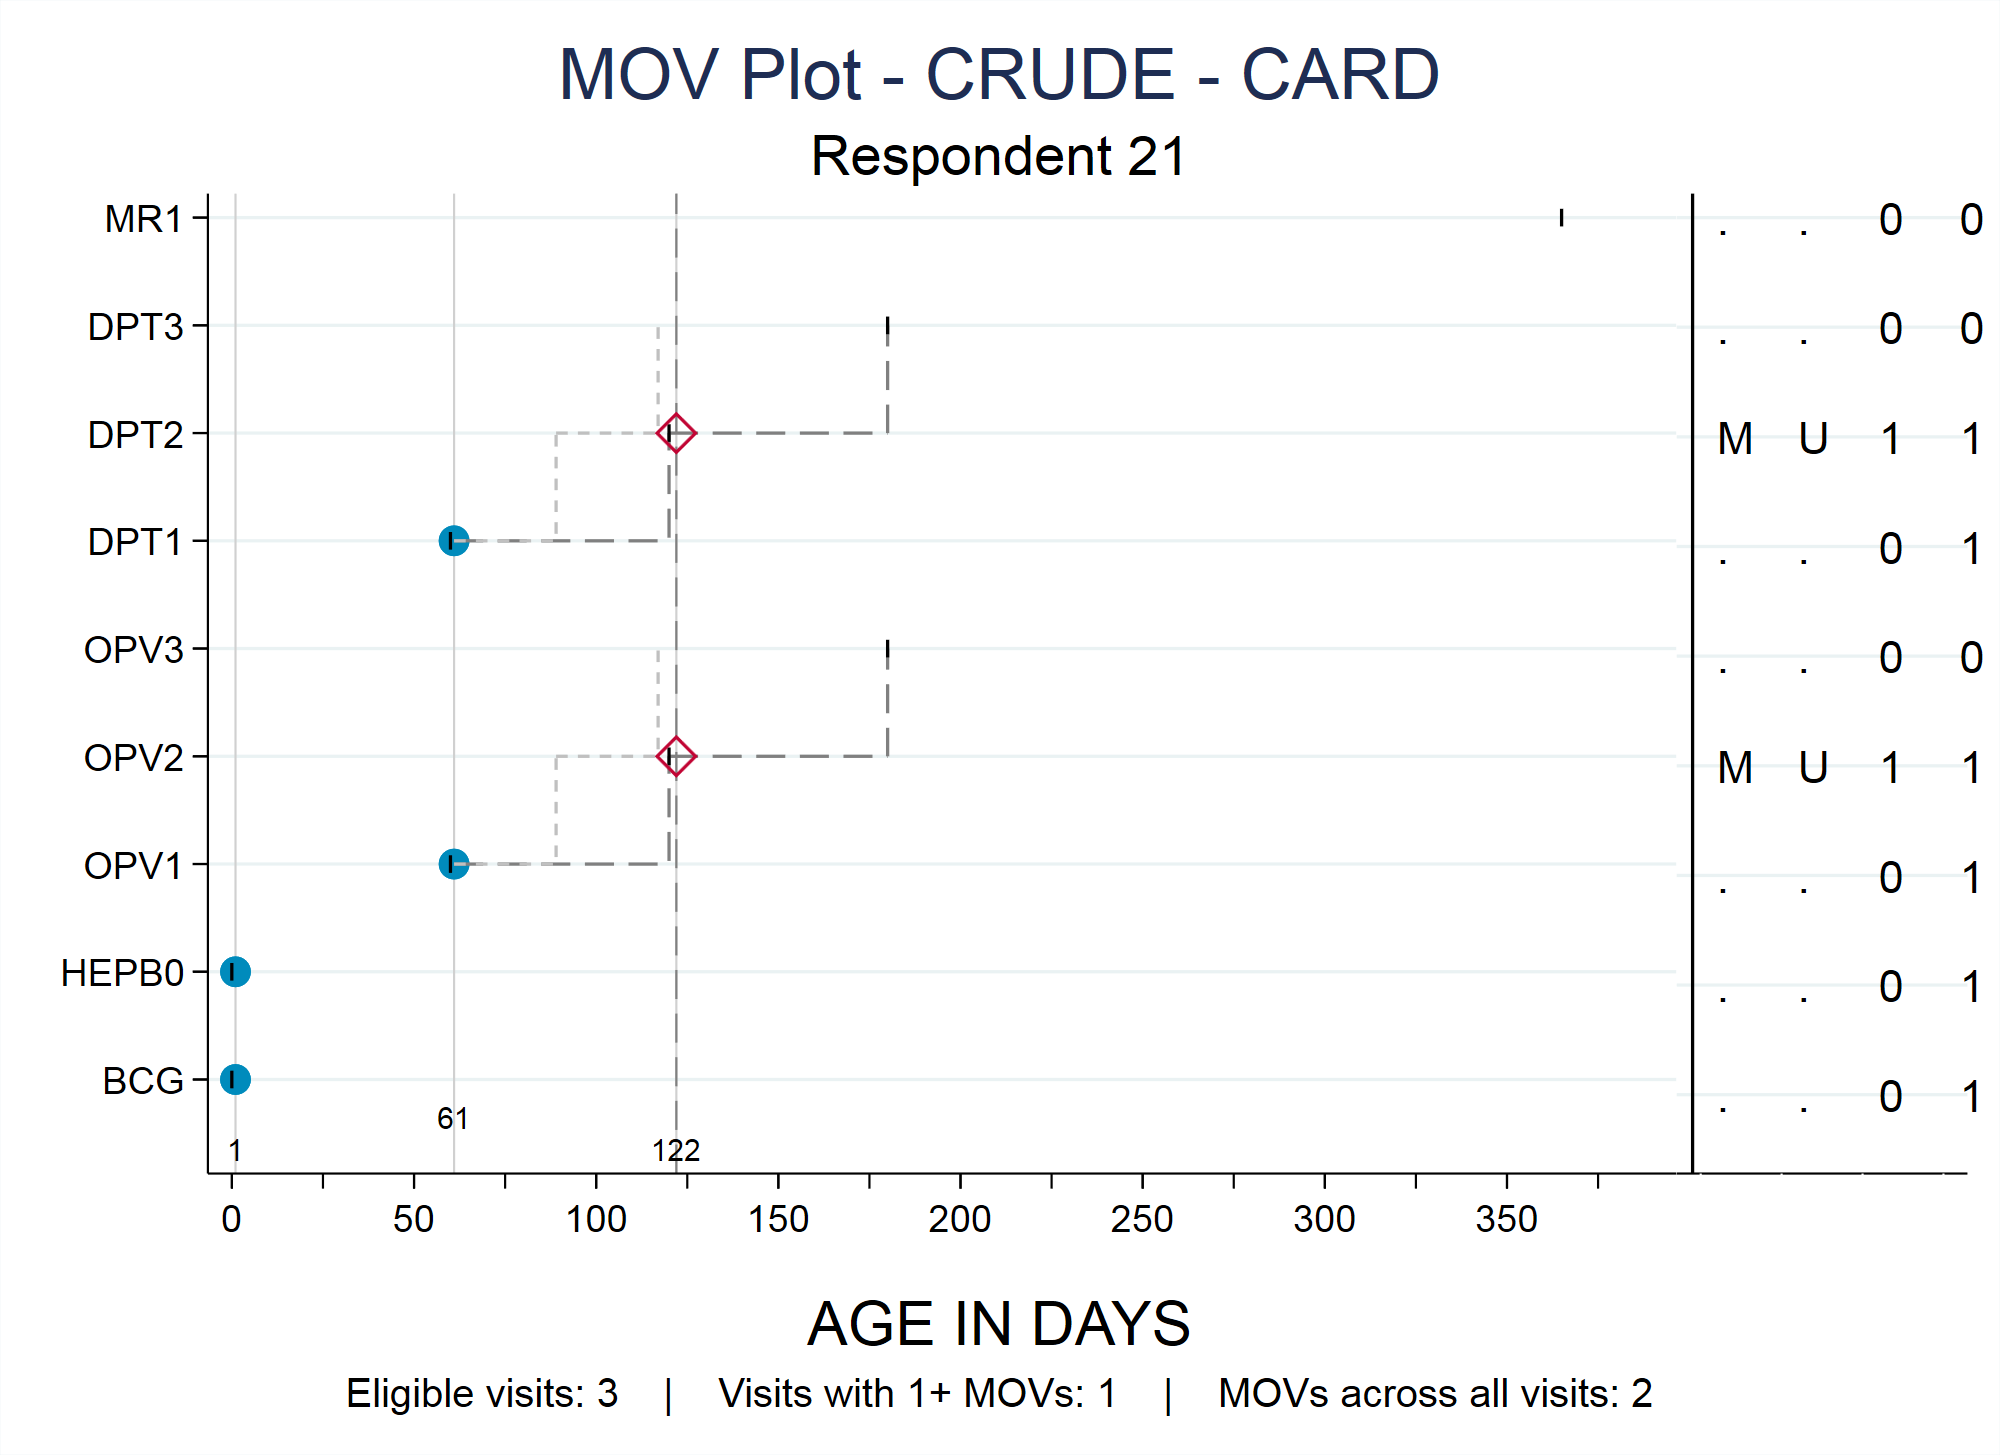 MOV Plot - CRUDE - CARD
Respondent 21
MR1 . . 0 0
DPT3 . . 0 0
DPT2 M U 1 1
DPT1 . . 0 1
OPV3 . . 0 0
OPV2 M U 1 1
OPV1 . . 0 1
HEPB0 . . 0 1
BCG . . 0 1
61
1 122
0 50 100 150 200 250 300 350
AGE IN DAYS
Eligible visits: 3 | Visits with 1+ MOVs: 1 | MOVs across all visits: 2